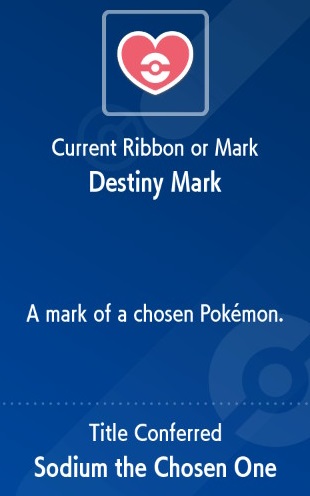 Current Ribbon or Mark
Destiny Mark
A mark of a chosen Pokémon.
Title Conferred
Sodium the Chosen One